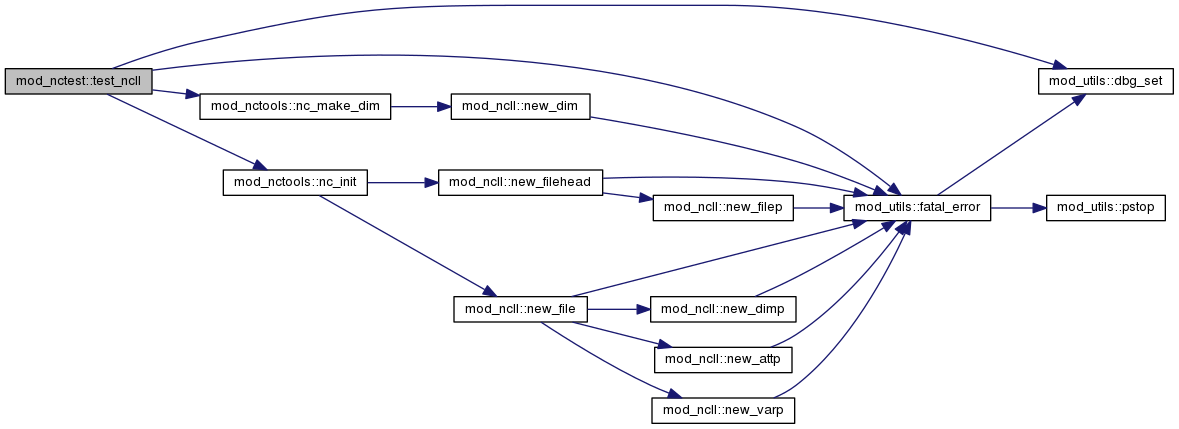 mod_nctest::test_ncll
mod_utils::dbg_set
mod_nctools::nc_make_dim
mod_ncll::new_dim
mod_nctools::nc_init
mod_ncll::new_filehead
mod_ncll::new_filep
mod_utils::fatal_error
mod_utils::pstop
mod_ncll::new_file
mod_ncll::new_dimp
mod_ncll::new_attp
mod_ncll::new_varp